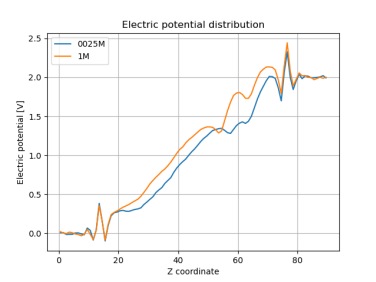 Electric potential distribution
0025M
1M
Electric potential [V]
2.5
2.0
1.5
1.0
0.5
0.0
0
20
40
60
80
Z coordinate